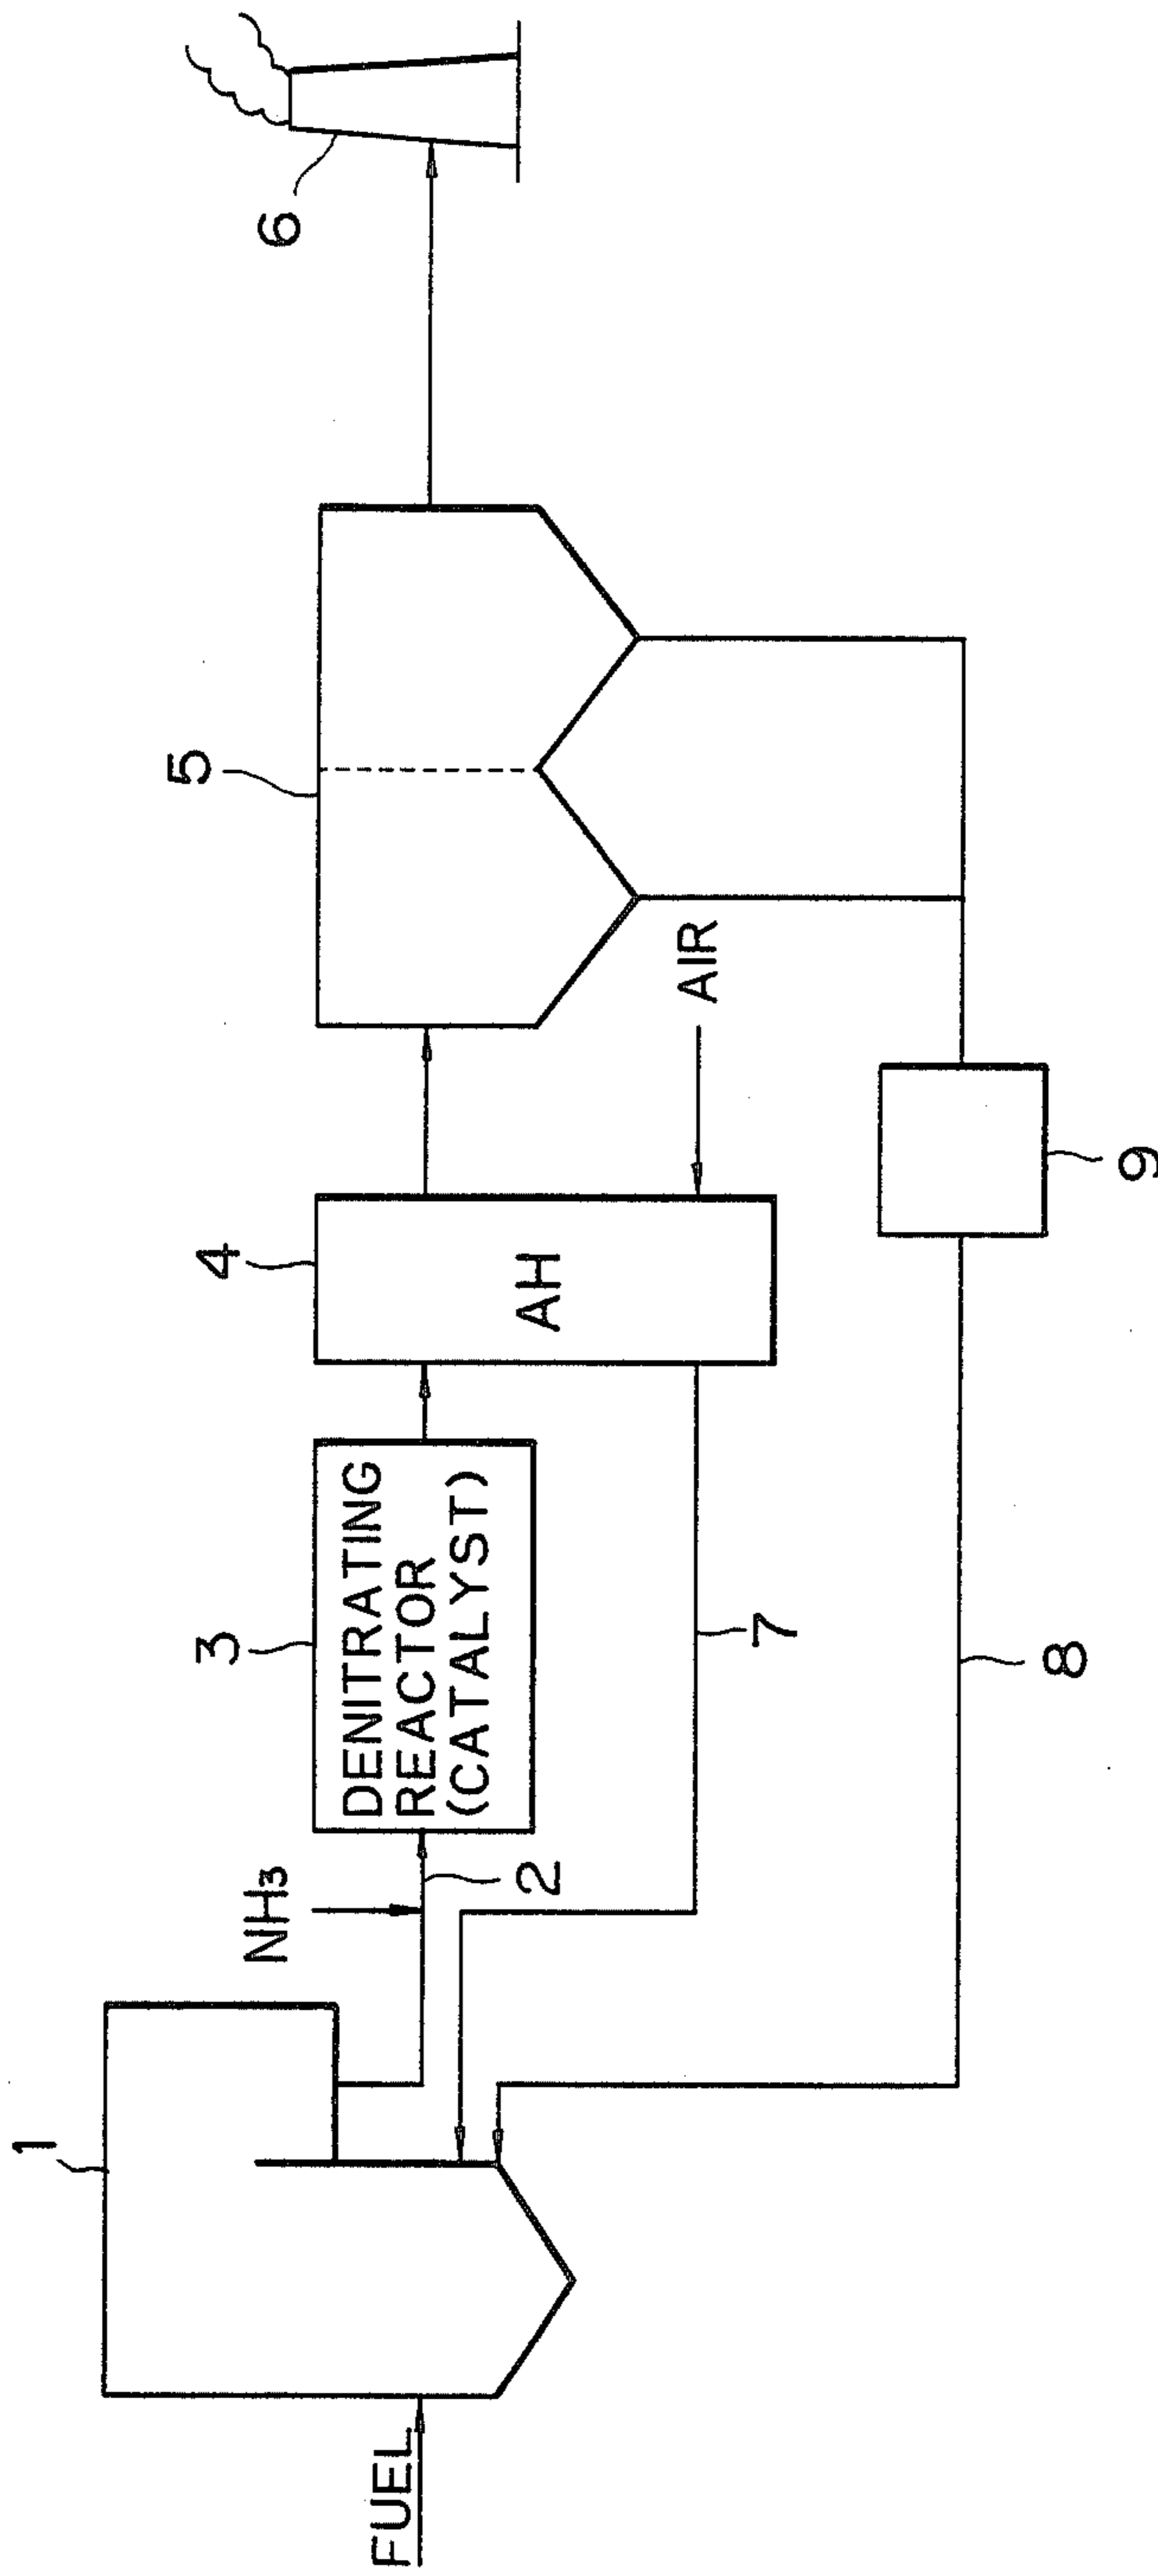 1
FUEL
NH₃
2
3
DENITRATING
REACTOR
(CATALYST)
4
AH
AIR
5
6
7
8
9